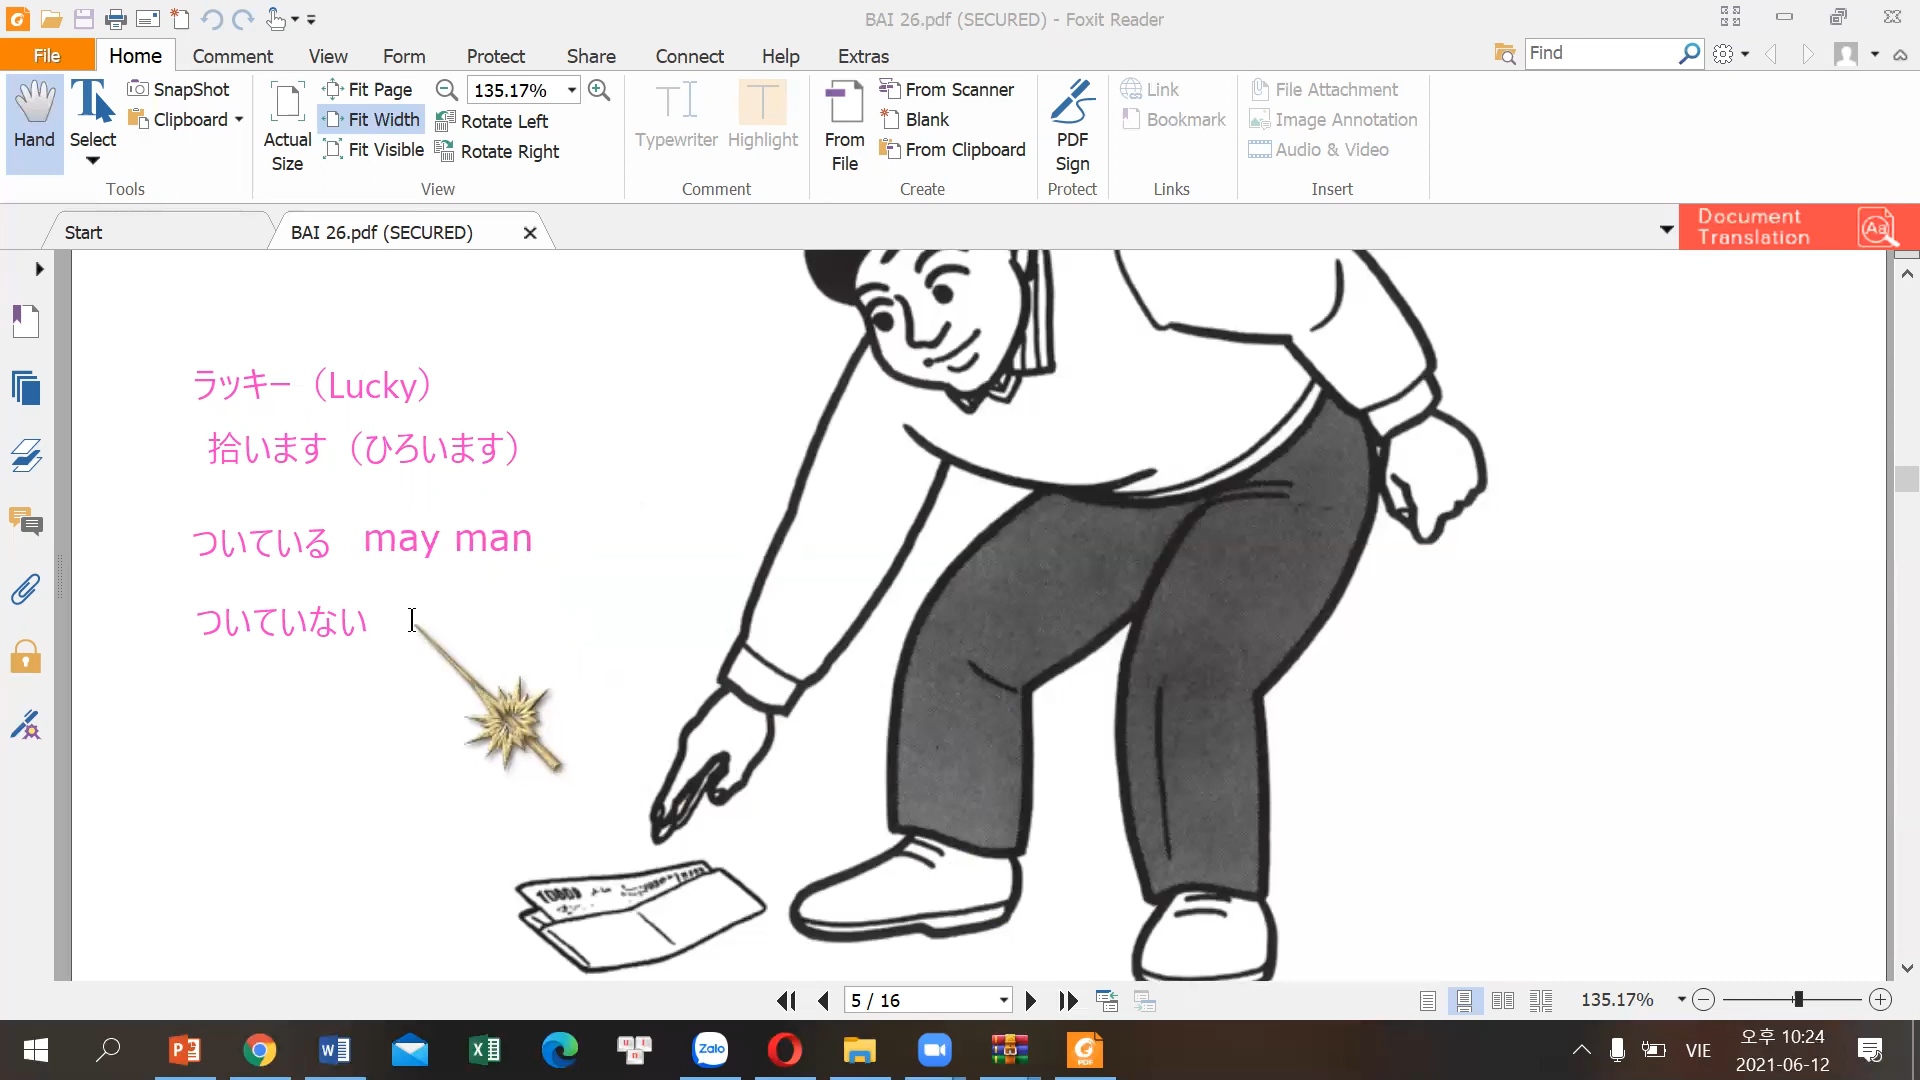 BAI 26.pdf (SECURED) - Foxit Reader
File Home Comment View Form Protect Share Connect Help Extras Find
Hand
Select
SnapShot
Clipboard
Tools
Actual Size
Fit Page
Fit Width
Fit Visible
135.17%
Rotate Left
Rotate Right
View
Typewriter
Highlight
Comment
From File
From Scanner
Blank
From Clipboard
Create
PDF Sign
Protect
Link
Bookmark
Links
File Attachment
Image Annotation
Audio & Video
Insert
Start
BAI 26.pdf (SECURED)
Document Translation
ラッキー（Lucky）
拾います（ひろいます）
ついている may man
ついていない
5 / 16
135.17%
Zalo
VIE
오후 10:24
2021-06-12